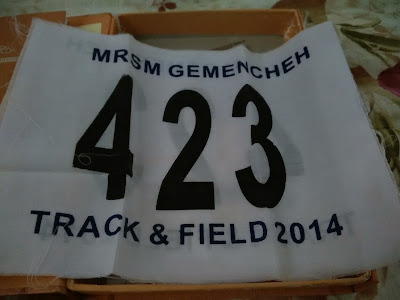 MRSM GEMENCHEH
423
TRACK & FIELD 2014